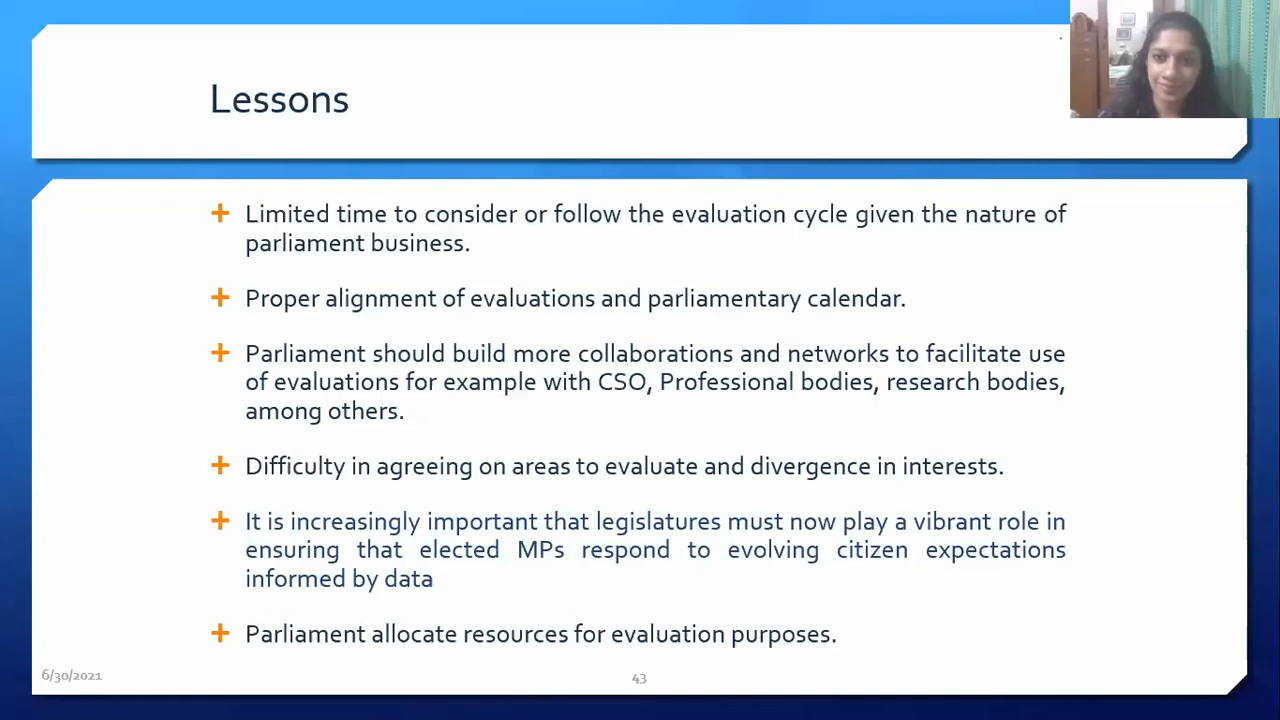 Lessons
Limited time to consider or follow the evaluation cycle given the nature of
parliament business.
Proper alignment of evaluations and parliamentary calendar.
Parliament should build more collaborations and networks to facilitate use
of evaluations for example with CSO, Professional bodies, research bodies,
among others.
Difficulty in agreeing on areas to evaluate and divergence in interests.
It is increasingly important that legislatures must now play a vibrant role in
ensuring that elected MPs respond to evolving citizen expectations
informed by data
Parliament allocate resources for evaluation purposes.
6/30/2021
43